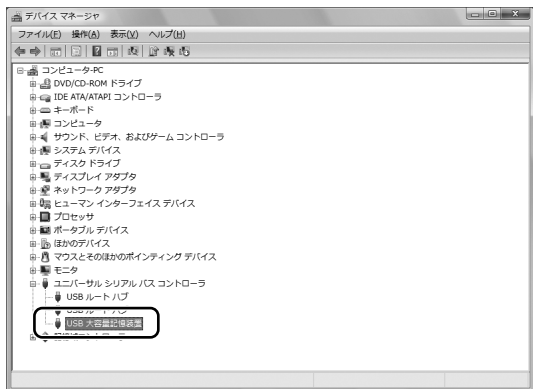 デバイス マネージャ
ファイル(F) 操作(A) 表示(V) ヘルプ(H)
コンピュータ-PC
DVD/CD-ROM ドライブ
IDE ATA/ATAPI コントローラ
キーボード
コンピュータ
サウンド、ビデオ、およびゲーム コントローラ
システム デバイス
ディスク ドライブ
ディスプレイ アダプタ
ネットワーク アダプタ
ヒューマン インターフェイス デバイス
プロセッサ
ポータブル デバイス
ほかのデバイス
マウスとそのほかのポインティング デバイス
モニタ
ユニバーサル シリアル バス コントローラ
USB ルート ハブ
USB ルート ハブ
USB 大容量記憶装置